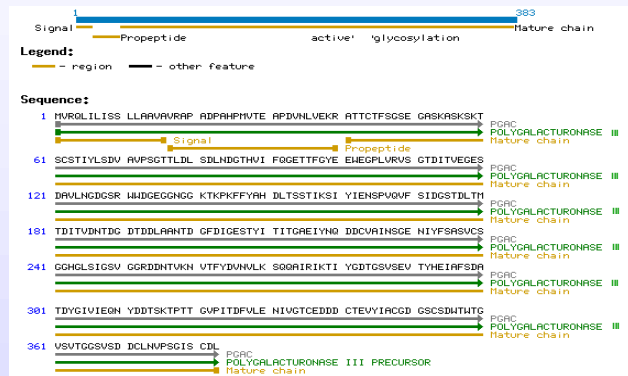 1 383
Signal Mature chain
Propeptide active' 'glycosylation
Legend:
- region - other feature
Sequence:
1 MVRQLILISS LLAAVAVRAP ADPAHPMVTE APDVNLVEKR ATTCTFSGSE GASKASKSKT
PGAC
POLYGALACTURONASE III
Signal Mature chain
Propeptide
61 SCSTIYLSDV AVPSGTTLDL SDLNDGTHVI FQGETTFGYE EWEGPLVRVS GTDITVEGES
PGAC
POLYGALACTURONASE III
Mature chain
121 DAVLNGDGSR WWDGEGGNGG KTKPKFFYAH DLTSSTIKSI YIENSPVQVF SIDGSTDLTM
PGAC
POLYGALACTURONASE III
Mature chain
181 TDITVDNTDG DTDDLAANTD GFDIGESTYI TITGAEIYNQ DDCVAINSGE NIYFSASVCS
PGAC
POLYGALACTURONASE III
Mature chain
241 GGHGLSIGSV GGRDDNTVKN VTFYDVNVLK SQQAIRIKTI YGDTGSVSEV TYHEIAFSDA
PGAC
POLYGALACTURONASE III
Mature chain
301 TDYGIVIEQN YDDTSKTPTT GVPITDFVLE NIVGTCEDDD CTEVYIACGD GSCSDWTWTG
PGAC
POLYGALACTURONASE III
Mature chain
361 VSVTGGSVSD DCLNVPSGIS CDL
PGAC
POLYGALACTURONASE III PRECURSOR
Mature chain